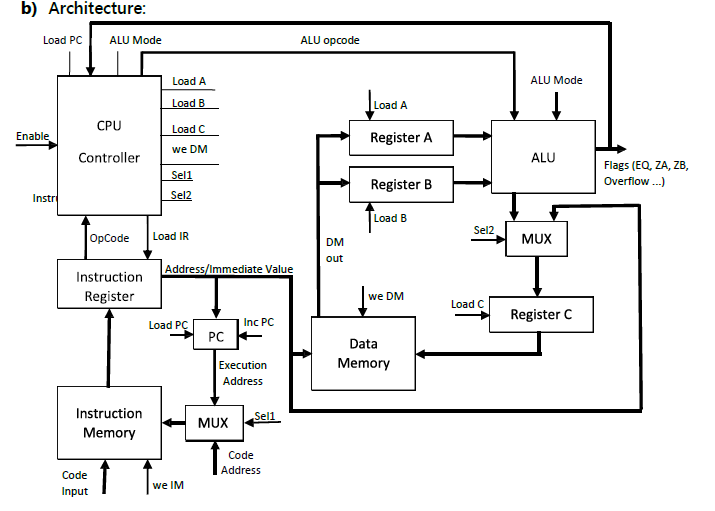 b) Architecture:
Load PC
ALU Mode
ALU opcode
Load A
Load B
Load C
we DM
Sel1
Sel2
CPU
Controller
Enable
Instru
OpCode
Load IR
ALU Mode
Load A
Register A
Register B
Load B
ALU
Flags (EQ, ZA, ZB,
Overflow ...)
DM
out
Sel2
MUX
Instruction
Register
Address/Immediate Value
we DM
Load C
Register C
Load PC
PC
Inc PC
Data
Memory
Execution
Address
Instruction
Memory
MUX
Sel1
Code
Address
Code
Input
we IM